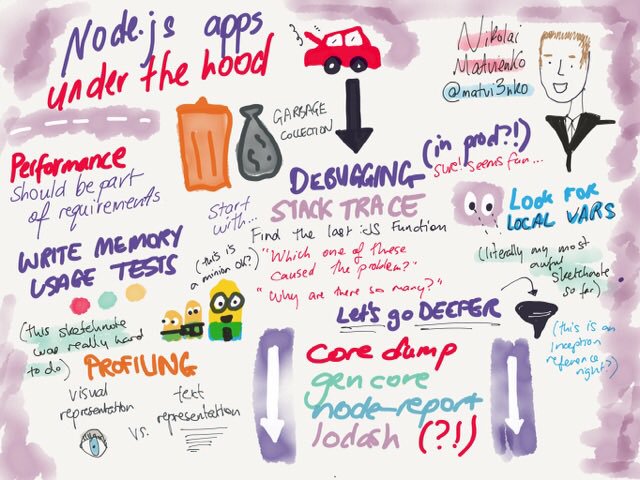 Node.js apps
under the hood
Nikolai
Matvienko
@matvi3nko
GARBAGE
COLLECTION
Performance
should be part
of requirements
DEBUGGING
(in prod?!)
SURE! Seems fun...
start
with...
STACK TRACE
Find the last JS Function
"Which one of these
caused the problem?"
"Why are there so many?"
LOOK FOR
LOCAL VARS
(literally my most
awful
sketchnote
so far)
WRITE MEMORY
USAGE TESTS
(this is
a minion ok?)
(this sketchnote
was really hard
to do)
Let's go DEEPER
(this is an
Inception
reference,
right?)
PROFILING
visual
representation
vs.
text
representation
core dump
gencore
node-report
lodash (?!)